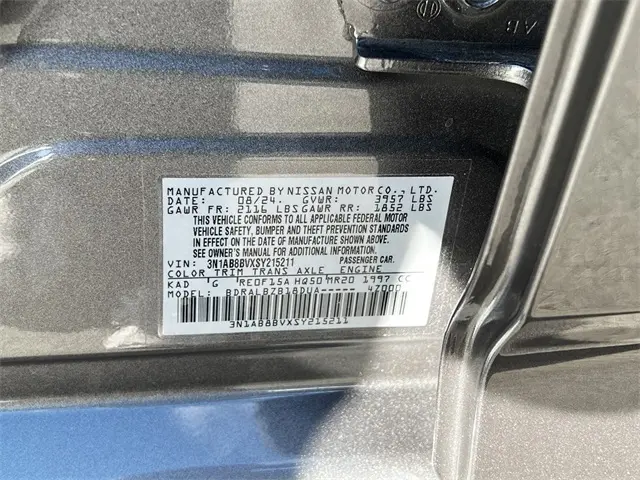 AB
MANUFACTURED BY NISSAN MOTOR CO., LTD.
DATE: 08/24. GVWR: 3957 LBS
GAWR FR: 2116 LBS GAWR RR: 1852 LBS
THIS VEHICLE CONFORMS TO ALL APPLICABLE FEDERAL MOTOR
VEHICLE SAFETY, BUMPER AND THEFT PREVENTION STANDARDS
IN EFFECT ON THE DATE OF MANUFACTURE SHOWN ABOVE.
SEE OWNER'S MANUAL FOR ADDITIONAL INFORMATION.
VIN: 3N1AB8BVXSY215211 PASSENGER CAR.
COLOR TRIM TRANS AXLE ENGINE
KAD G RE0F15A HQ50 MR20 1997 CC
MODEL: BDRALBZB18DUA- 47000
3N1AB8BVXSY215211